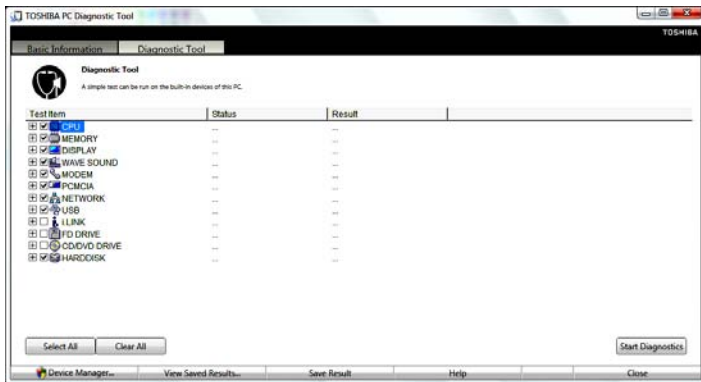 TOSHIBA PC Diagnostic Tool
TOSHIBA
Basic Information Diagnostic Tool
Diagnostic Tool
A simple test can be run on the built-in devices of this PC.
Test Item Status Result
CPU ... ...
MEMORY ... ...
DISPLAY ... ...
WAVE SOUND ... ...
MODEM ... ...
PCMCIA ... ...
NETWORK ... ...
USB ... ...
i.LINK ... ...
FD DRIVE ... ...
CD/DVD DRIVE ... ...
HARDDISK ... ...
Select All Clear All Start Diagnostics
Device Manager... View Saved Results... Save Result Help Close